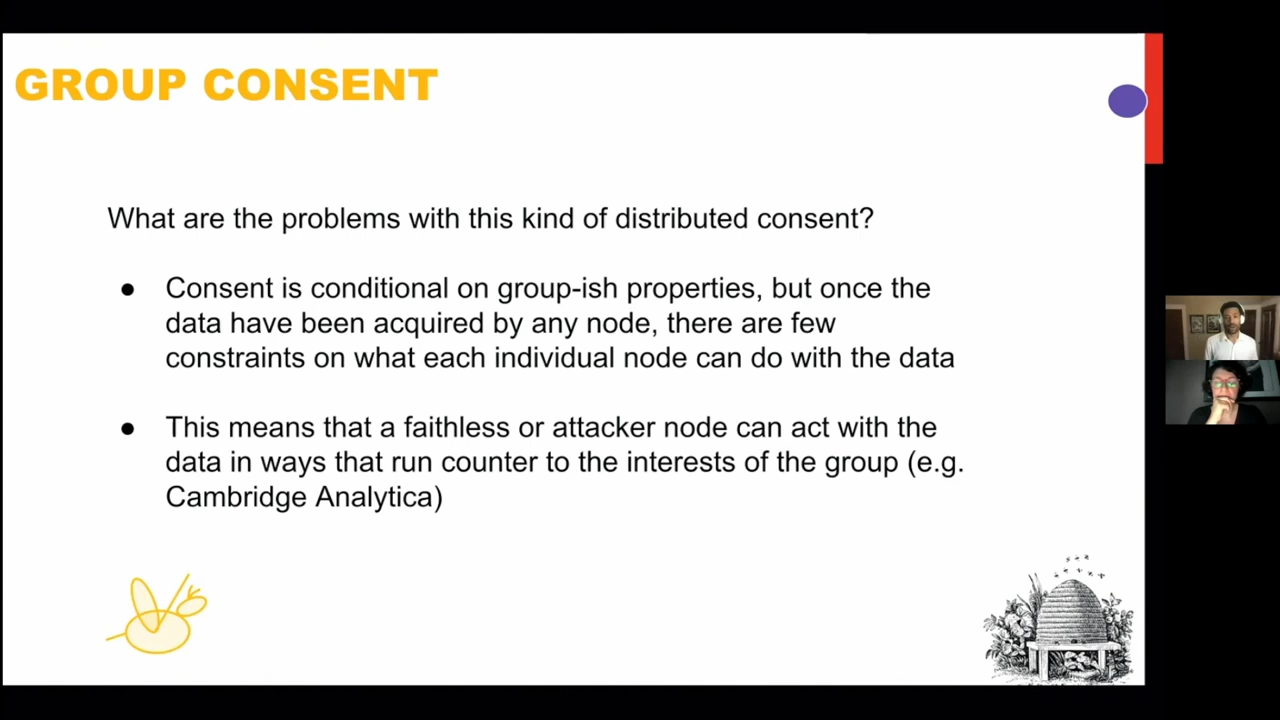 GROUP CONSENT
What are the problems with this kind of distributed consent?
● Consent is conditional on group-ish properties, but once the
data have been acquired by any node, there are few
constraints on what each individual node can do with the data
● This means that a faithless or attacker node can act with the
data in ways that run counter to the interests of the group (e.g.
Cambridge Analytica)